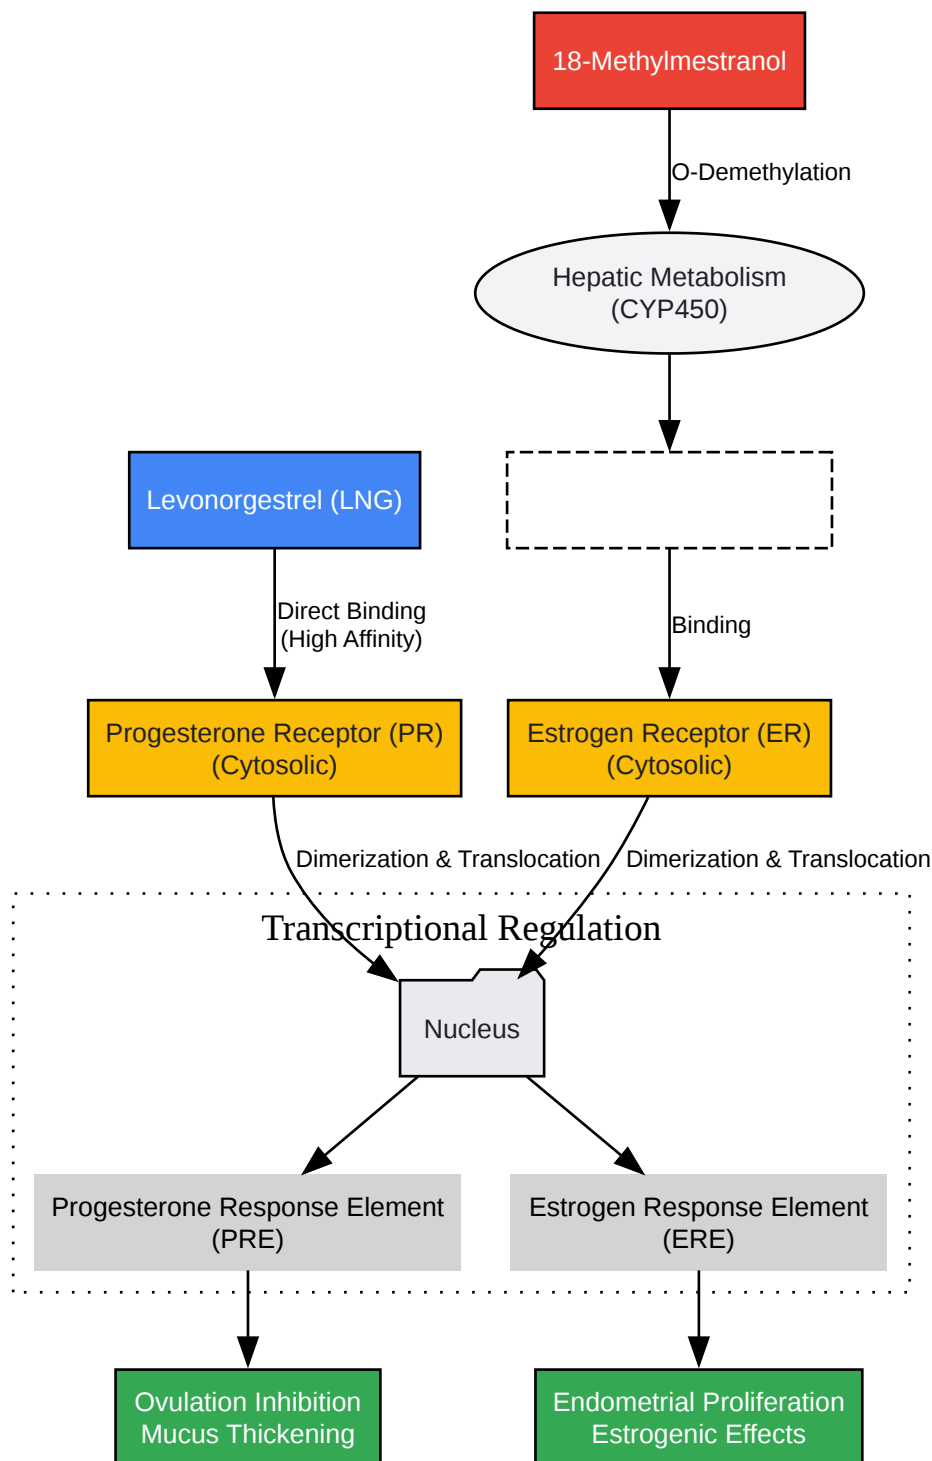 18-Methylmestranol
O-Demethylation
Hepatic Metabolism
(CYP450)
Levonorgestrel (LNG)
Direct Binding
(High Affinity)
Binding
Progesterone Receptor (PR)
(Cytosolic)
Estrogen Receptor (ER)
(Cytosolic)
Dimerization & Translocation
Dimerization & Translocation
Transcriptional Regulation
Nucleus
Progesterone Response Element
(PRE)
Estrogen Response Element
(ERE)
Ovulation Inhibition
Mucus Thickening
Endometrial Proliferation
Estrogenic Effects